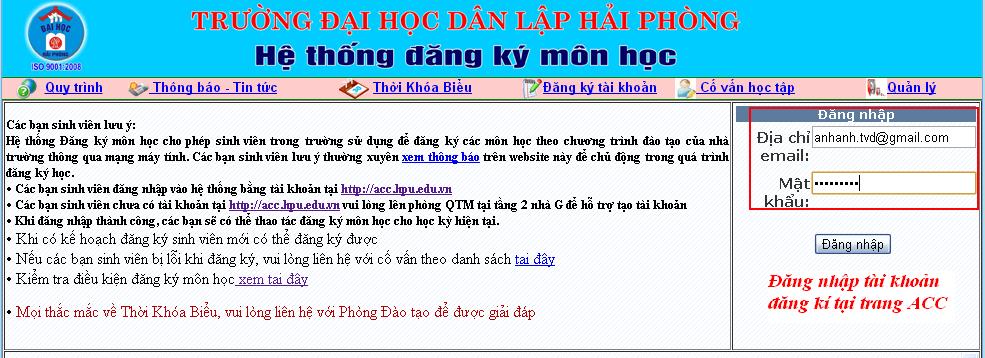 ĐẠI HỌC
HẢI PHÒNG
ISO 9001:2008
TRƯỜNG ĐẠI HỌC DÂN LẬP HẢI PHÒNG
Hệ thống đăng ký môn học
Quy trình Thông báo - Tin tức Thời Khóa Biểu Đăng ký tài khoản Cố vấn học tập Quản lý
Các bạn sinh viên lưu ý:
Hệ thống Đăng ký môn học cho phép sinh viên trong trường sử dụng để đăng ký các môn học theo chương trình đào tạo của nhà
trường thông qua mạng máy tính. Các bạn sinh viên lưu ý thường xuyên xem thông báo trên website này để chủ động trong quá trình
đăng ký học.
• Các bạn sinh viên đăng nhập vào hệ thống bằng tài khoản tại http://acc.hpu.edu.vn
• Các bạn sinh viên chưa có tài khoản tại http://acc.hpu.edu.vn vui lòng lên phòng QTM tại tầng 2 nhà G để hỗ trợ tạo tài khoản
• Khi đăng nhập thành công, các bạn sẽ có thể thao tác đăng ký môn học cho học kỳ hiện tại.
• Khi có kế hoạch đăng ký sinh viên mới có thể đăng ký được
• Nếu các bạn sinh viên bị lỗi khi đăng ký, vui lòng liên hệ với cố vấn theo danh sách tại đây
• Kiểm tra điều kiện đăng ký môn học xem tại đây
• Mọi thắc mắc về Thời Khóa Biểu, vui lòng liên hệ với Phòng Đào tạo để được giải đáp
Đăng nhập
Địa chỉ anhanh.tvd@gmail.com
email:
Mật •••••••••
khẩu:
Đăng nhập
Đăng nhập tài khoản
đăng kí tại trang ACC